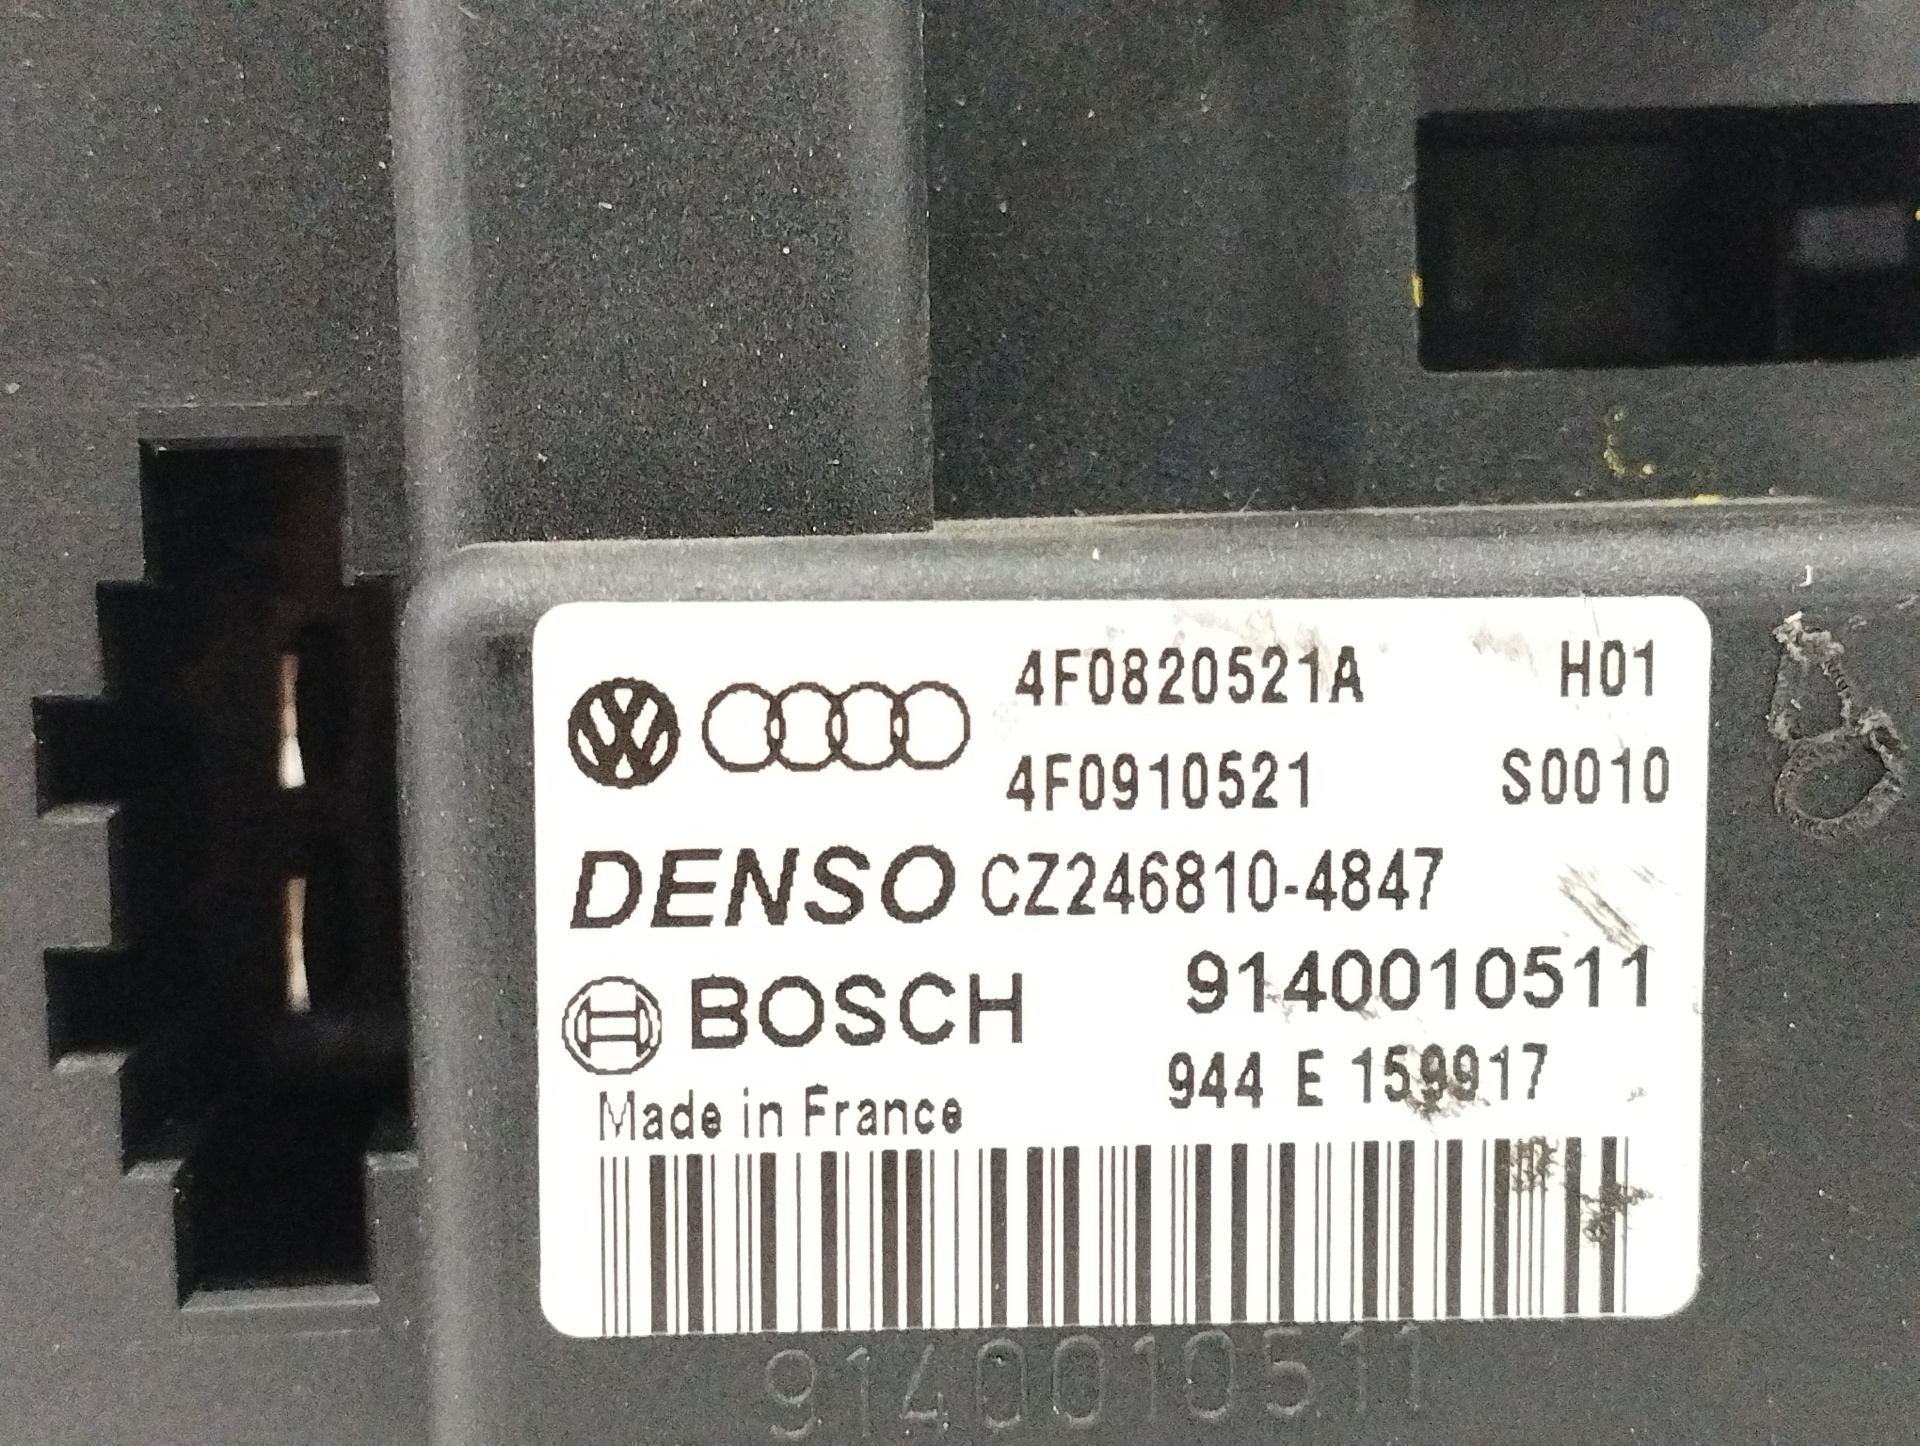 4F0820521A H01
4F0910521 S0010
DENSO CZ246810-4847
BOSCH 9140010511
944 E 159917
Made in France
9140010511